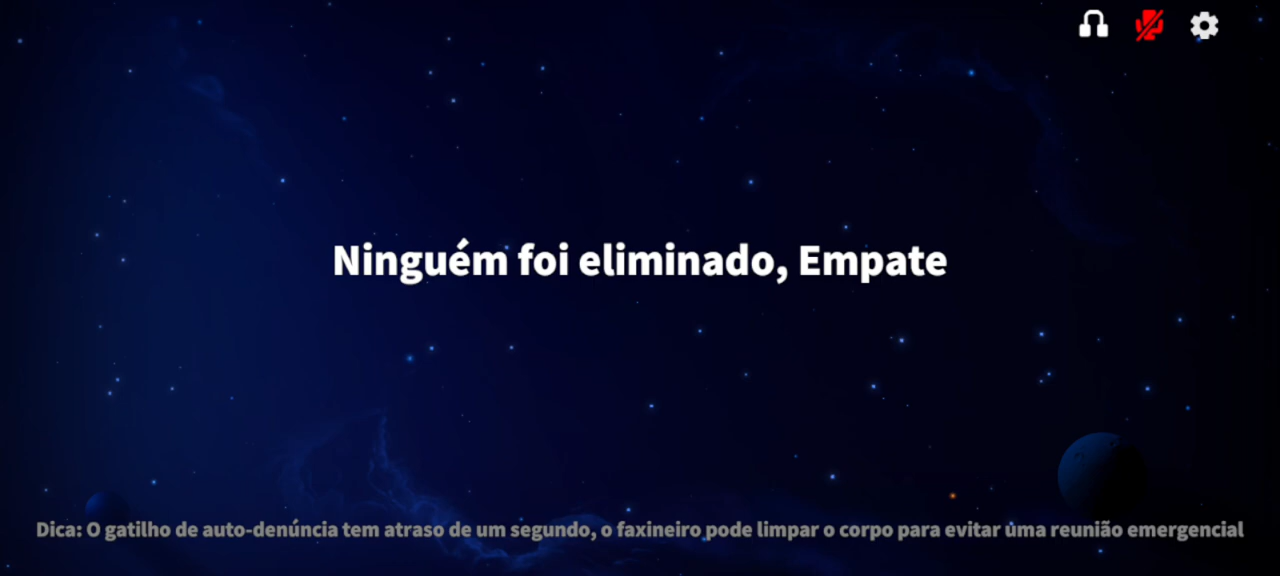 Ninguém foi eliminado, Empate
Dica: O gatilho de auto-denúncia tem atraso de um segundo, o faxineiro pode limpar o corpo para evitar uma reunião emergencial